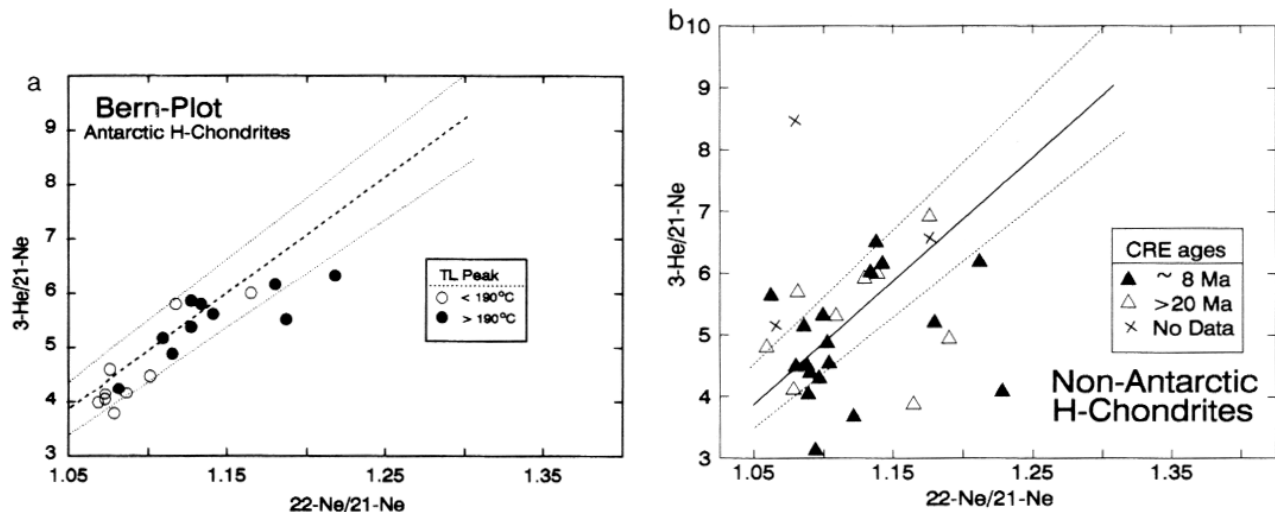 a
Bern-Plot
Antarctic H-Chondrites
3-He/21-Ne
9
8
7
6
5
4
3
TL Peak
< 190°C
> 190°C
1.05
1.15
1.25
1.35
22-Ne/21-Ne
b
3-He/21-Ne
10
9
8
7
6
5
4
3
CRE ages
~ 8 Ma
>20 Ma
No Data
Non-Antarctic
H-Chondrites
1.05
1.15
1.25
1.35
22-Ne/21-Ne